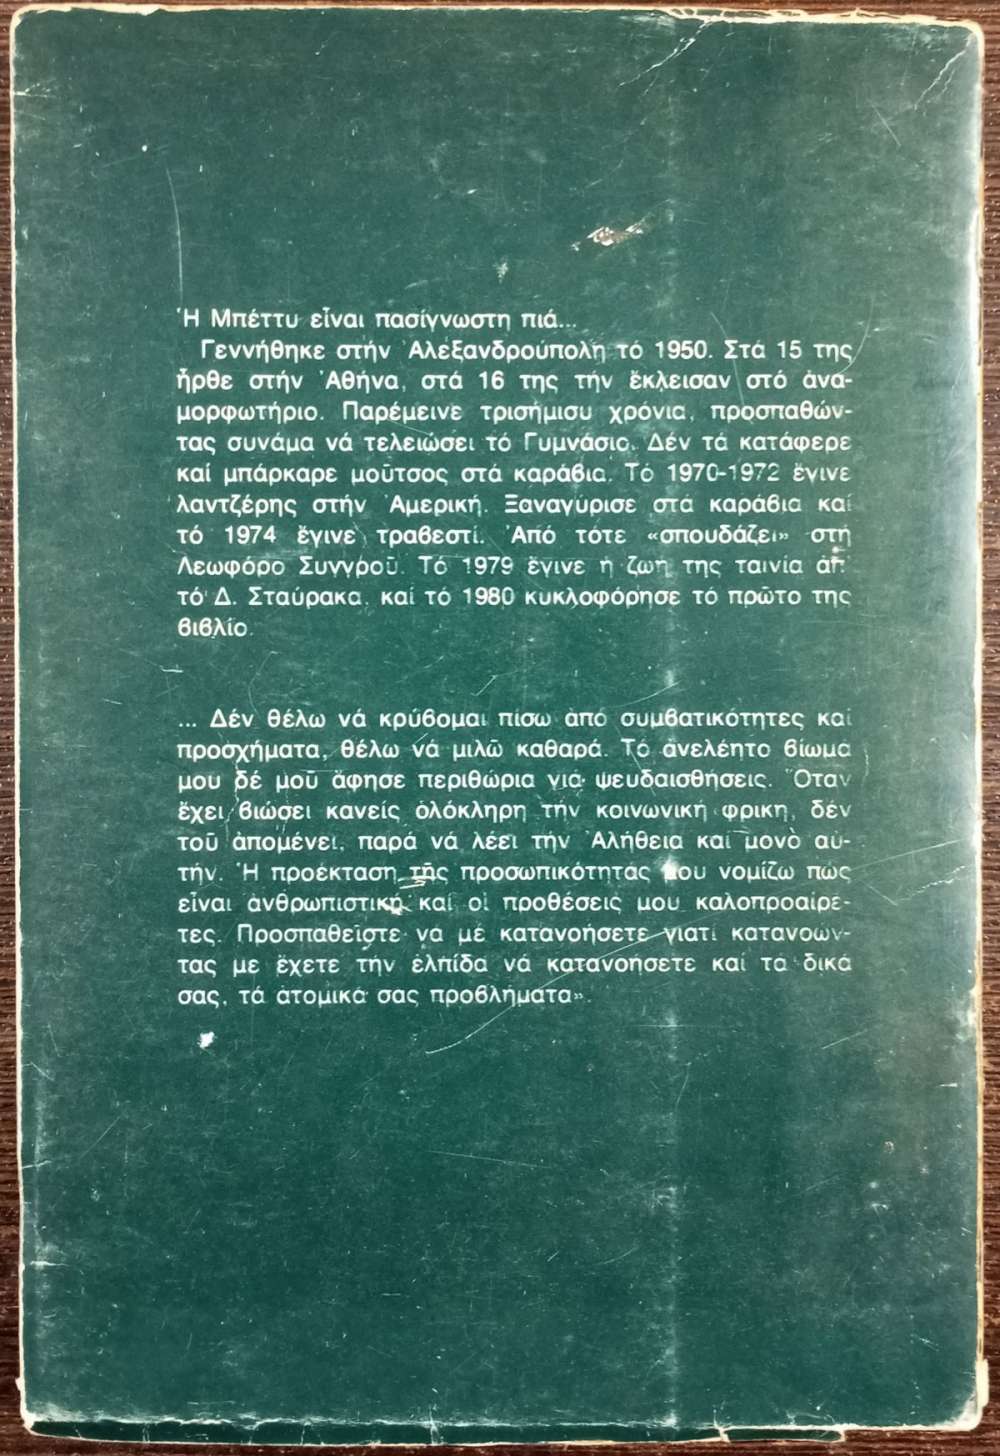 Ἡ Μπέττυ εἶναι πασίγνωστη πιά...
Γεννήθηκε στήν Ἀλεξανδρούπολη τό 1950. Στά 15 της
ἦρθε στήν Ἀθήνα, στά 16 της τήν ἔκλεισαν στό ἀνα-
μορφωτήριο. Παρέμεινε τρισήμισυ χρόνια, προσπαθών-
τας συνάμα νά τελειώσει τό Γυμνάσιο. Δέν τά κατάφερε
καί μπάρκαρε μοῦτσος στά καράβια. Τό 1970-1972 ἔγινε
λαντζέρης στήν Ἀμερική. Ξαναγύρισε στά καράβια καί
τό 1974 ἔγινε τραβεστί. Ἀπό τότε «σπουδάζει» στή
Λεωφόρο Συγγροῦ. Τό 1979 ἔγινε ἡ ζωή της ταινία ἀπ'
τό Δ. Σταύρακα, καί τό 1980 κυκλοφόρησε τό πρῶτο της
βιβλίο.
... Δέν θέλω νά κρύβομαι πίσω ἀπό συμβατικότητες καί
προσχήματα, θέλω νά μιλῶ καθαρά. Τό ἀνελέητο βίωμα
μου δέ μοῦ ἄφησε περιθώρια γιά ψευδαισθήσεις. Ὅταν
ἔχει βιώσει κανείς ὁλόκληρη τήν κοινωνική φρίκη, δέν
τοῦ ἀπομένει, παρά νά λέει τήν Ἀλήθεια καί μονὸ αὐ-
τήν. Ἡ προέκταση τῆς προσωπικότητάς μου νομίζω πώς
εἶναι ἀνθρωπιστική καί οἱ προθέσεις μου καλοπροαίρε-
τες. Προσπαθεῖστε νά μέ κατανοήσετε γιατί κατανοών-
τας με ἔχετε τήν ἐλπίδα νά κατανοήσετε καί τά δικά
σας, τά ἀτομικά σας προβλήματα».